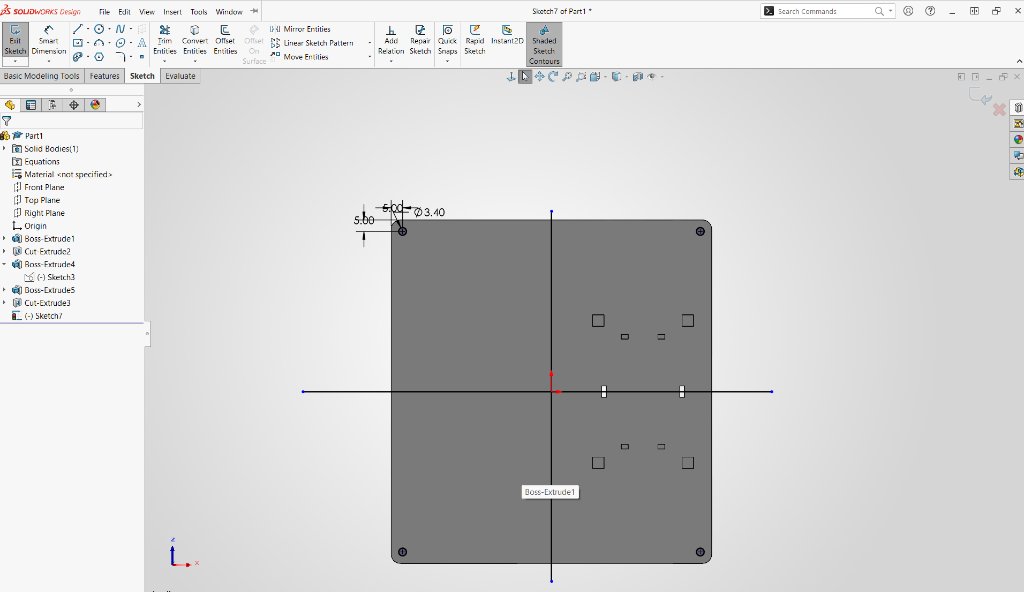 SOLIDWORKS Design File Edit View Insert Tools Window Sketch7 of Part1 * Search Commands
Exit Sketch
Smart Dimension
Trim Entities
Convert Entities
Offset Entities
Offset On Surface
Mirror Entities
Linear Sketch Pattern
Move Entities
Add Relation
Repair Sketch
Quick Snaps
Rapid Sketch
Instant2D
Shaded Sketch Contours
Basic Modeling Tools Features Sketch Evaluate
Part1
Solid Bodies(1)
Equations
Material <not specified>
Front Plane
Top Plane
Right Plane
Origin
Boss-Extrude1
Cut-Extrude2
Boss-Extrude4
(-) Sketch3
Boss-Extrude5
Cut-Extrude3
(-) Sketch7
5.00
Ø3.40
5.00
Boss-Extrude1
z
x